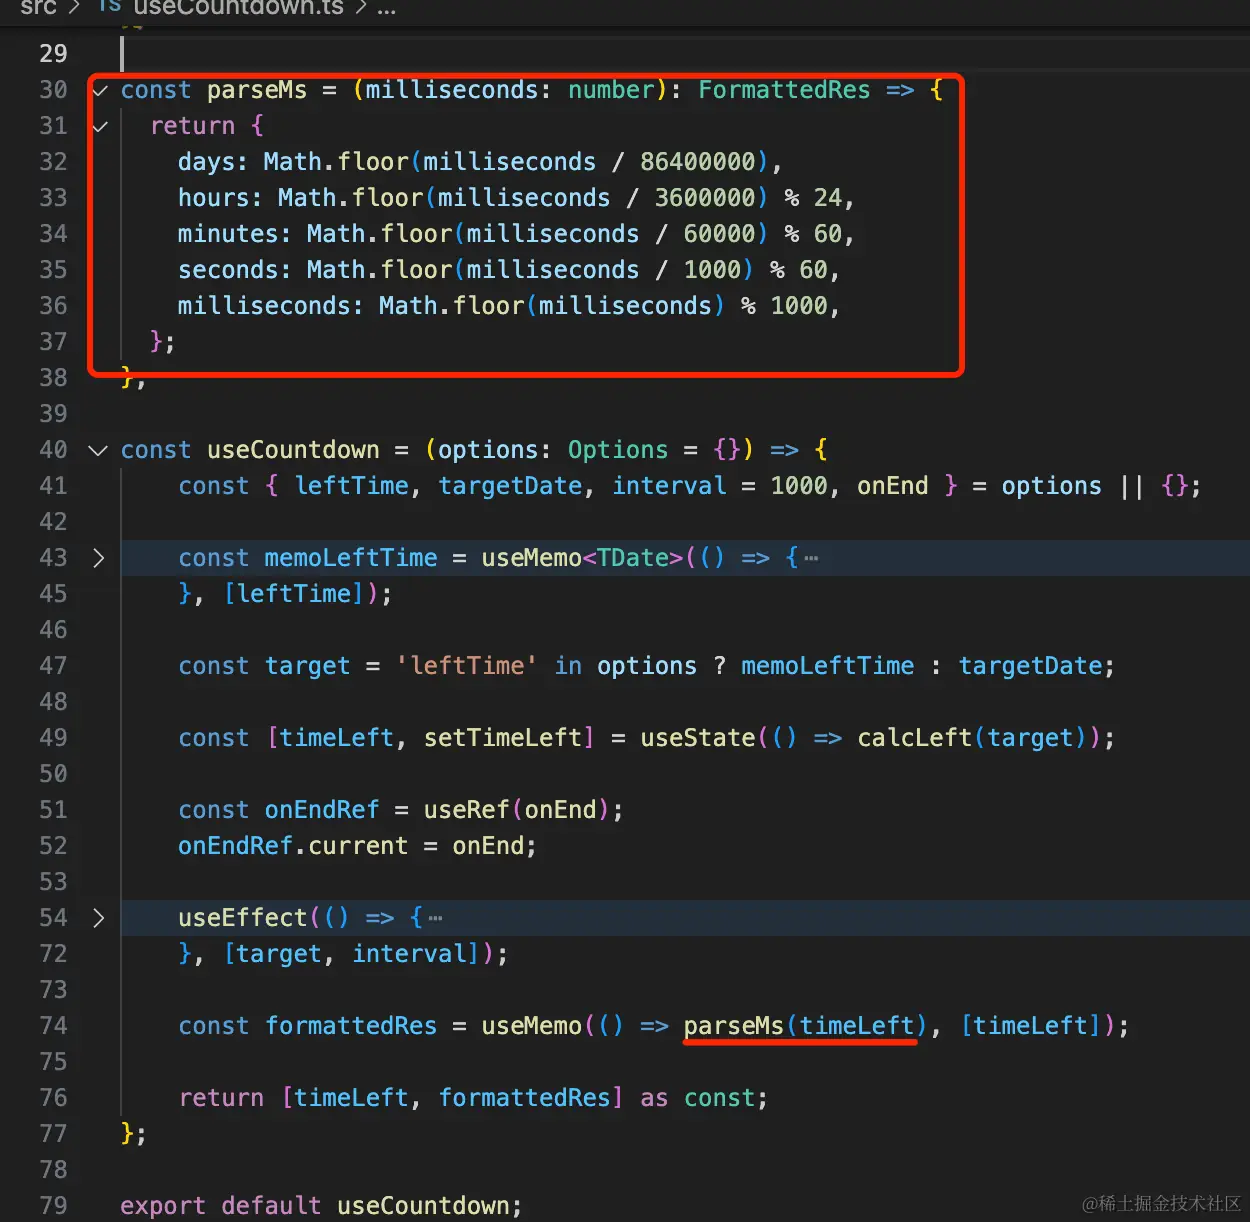 src > TS useCountdown.ts > ...
29
30 const parseMs = (milliseconds: number): FormattedRes => {
31   return {
32     days: Math.floor(milliseconds / 86400000),
33     hours: Math.floor(milliseconds / 3600000) % 24,
34     minutes: Math.floor(milliseconds / 60000) % 60,
35     seconds: Math.floor(milliseconds / 1000) % 60,
36     milliseconds: Math.floor(milliseconds) % 1000,
37   };
38 };
39
40 const useCountdown = (options: Options = {}) => {
41     const { leftTime, targetDate, interval = 1000, onEnd } = options || {};
42
43     const memoLeftTime = useMemo<TDate>(() => {⋯
45     }, [leftTime]);
46
47     const target = 'leftTime' in options ? memoLeftTime : targetDate;
48
49     const [timeLeft, setTimeLeft] = useState(() => calcLeft(target));
50
51     const onEndRef = useRef(onEnd);
52     onEndRef.current = onEnd;
53
54     useEffect(() => {⋯
72     }, [target, interval]);
73
74     const formattedRes = useMemo(() => parseMs(timeLeft), [timeLeft]);
75
76     return [timeLeft, formattedRes] as const;
77 };
78
79 export default useCountdown;
@稀土掘金技术社区